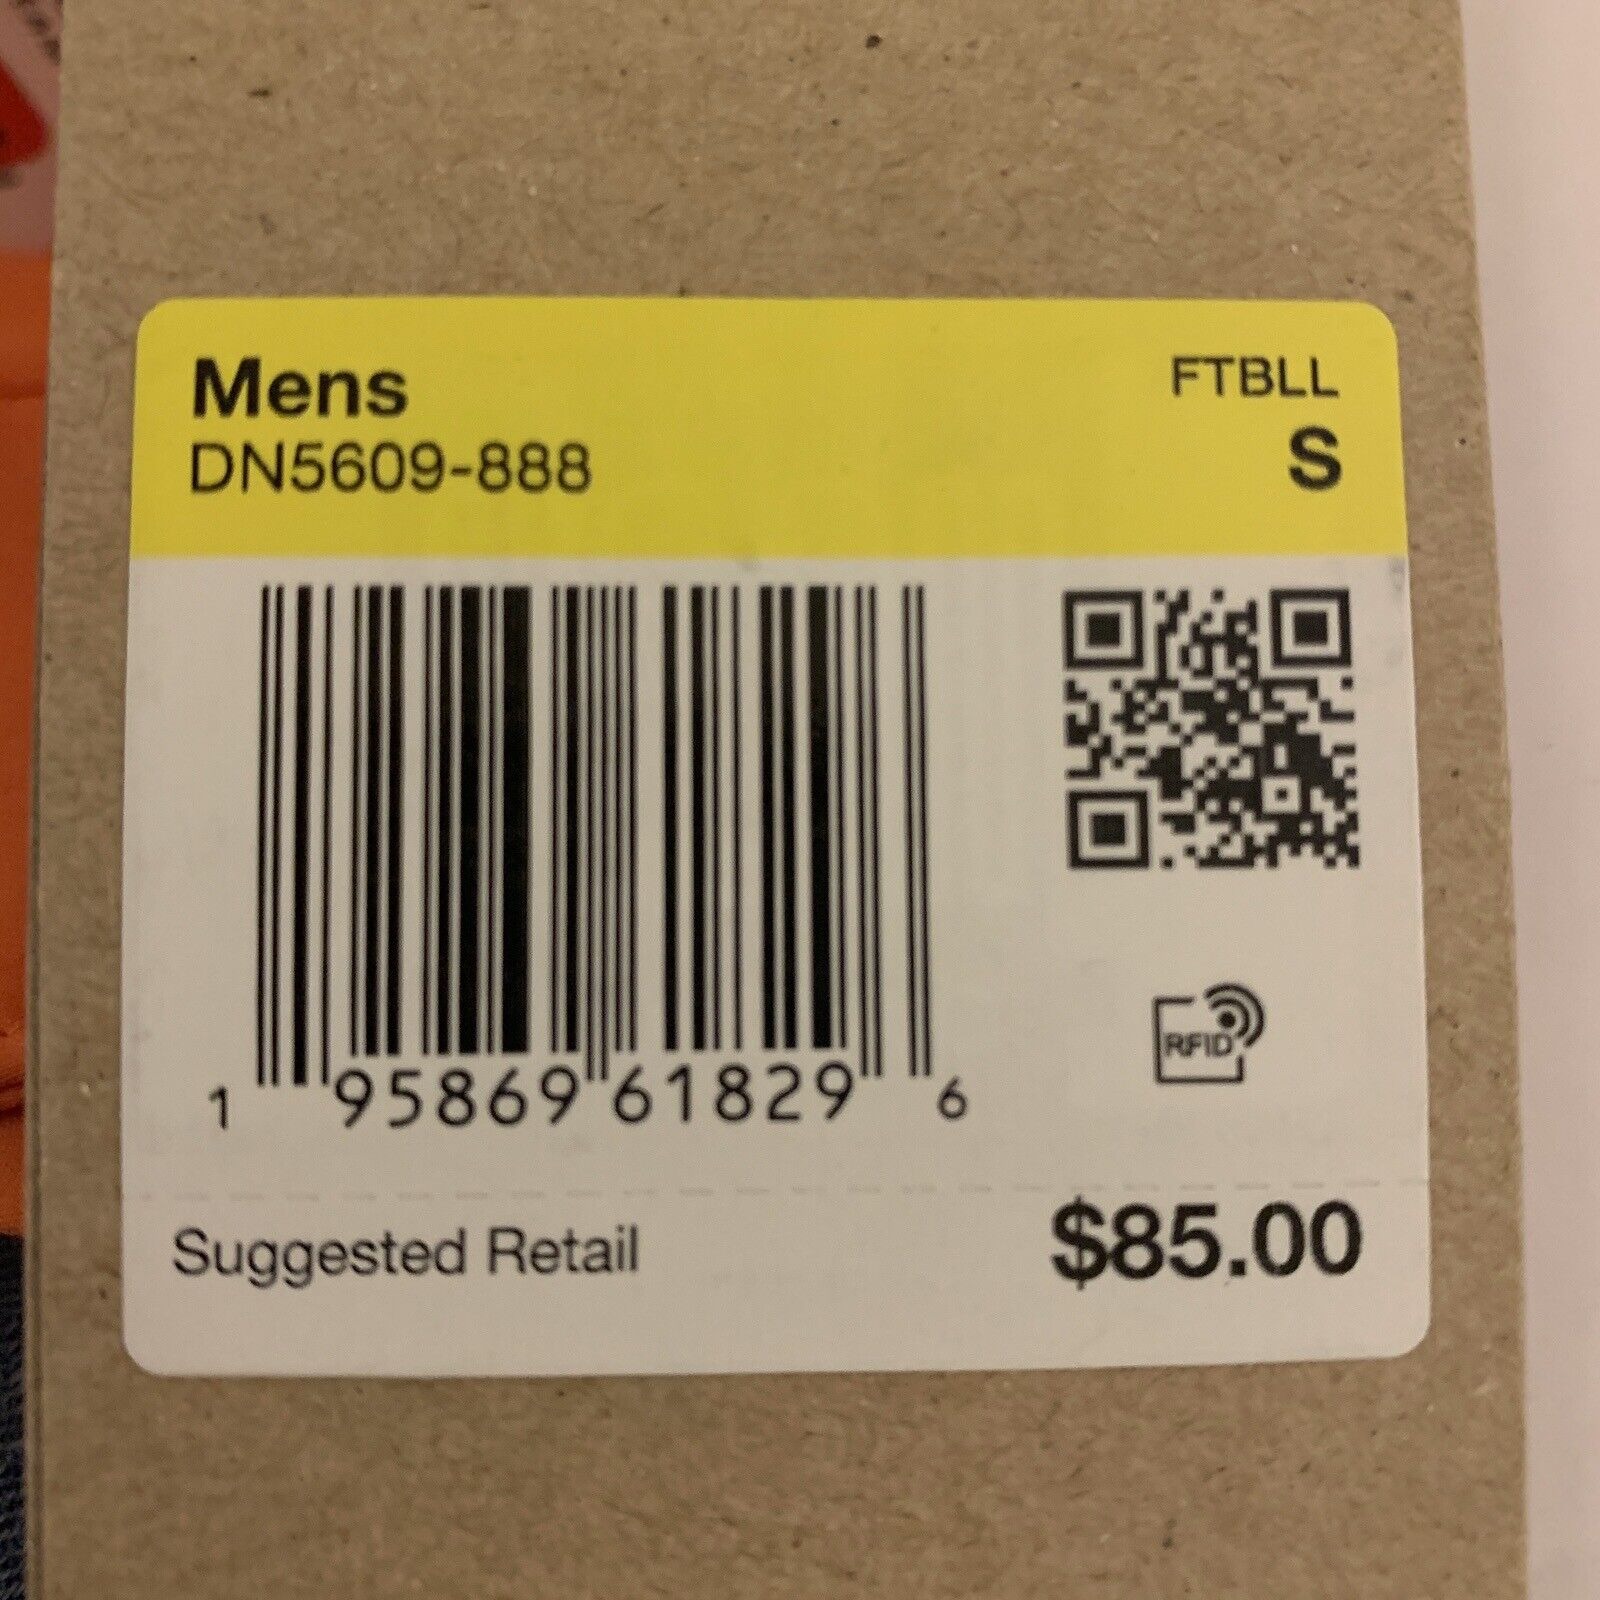 Mens
FTBLL
DN5609-888
S
1 95869 61829 6
RFID
Suggested Retail
$85.00